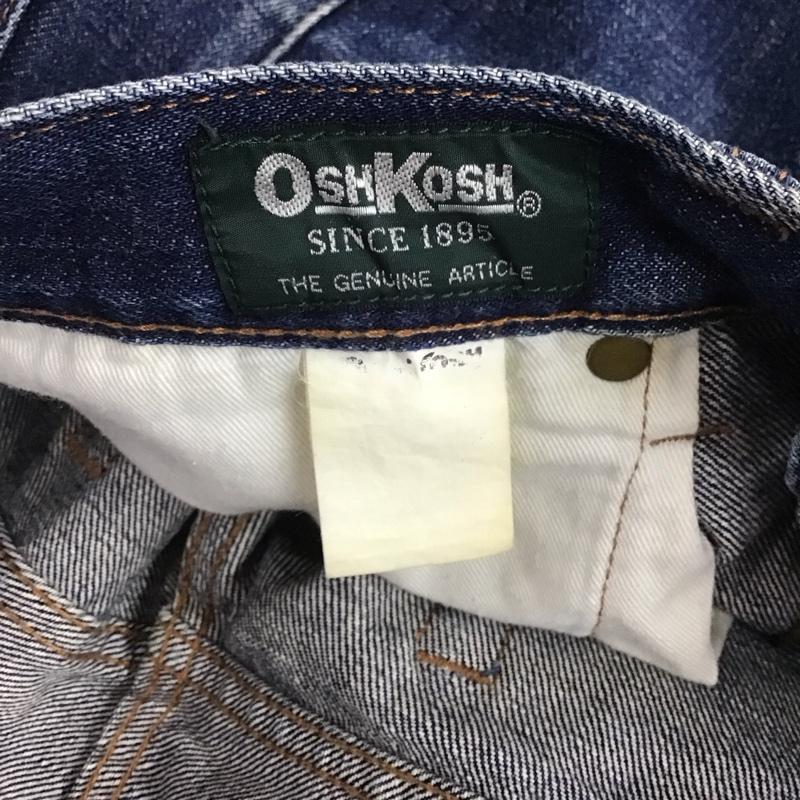 OSHKOSH®
SINCE 1895
THE GENUINE ARTICLE